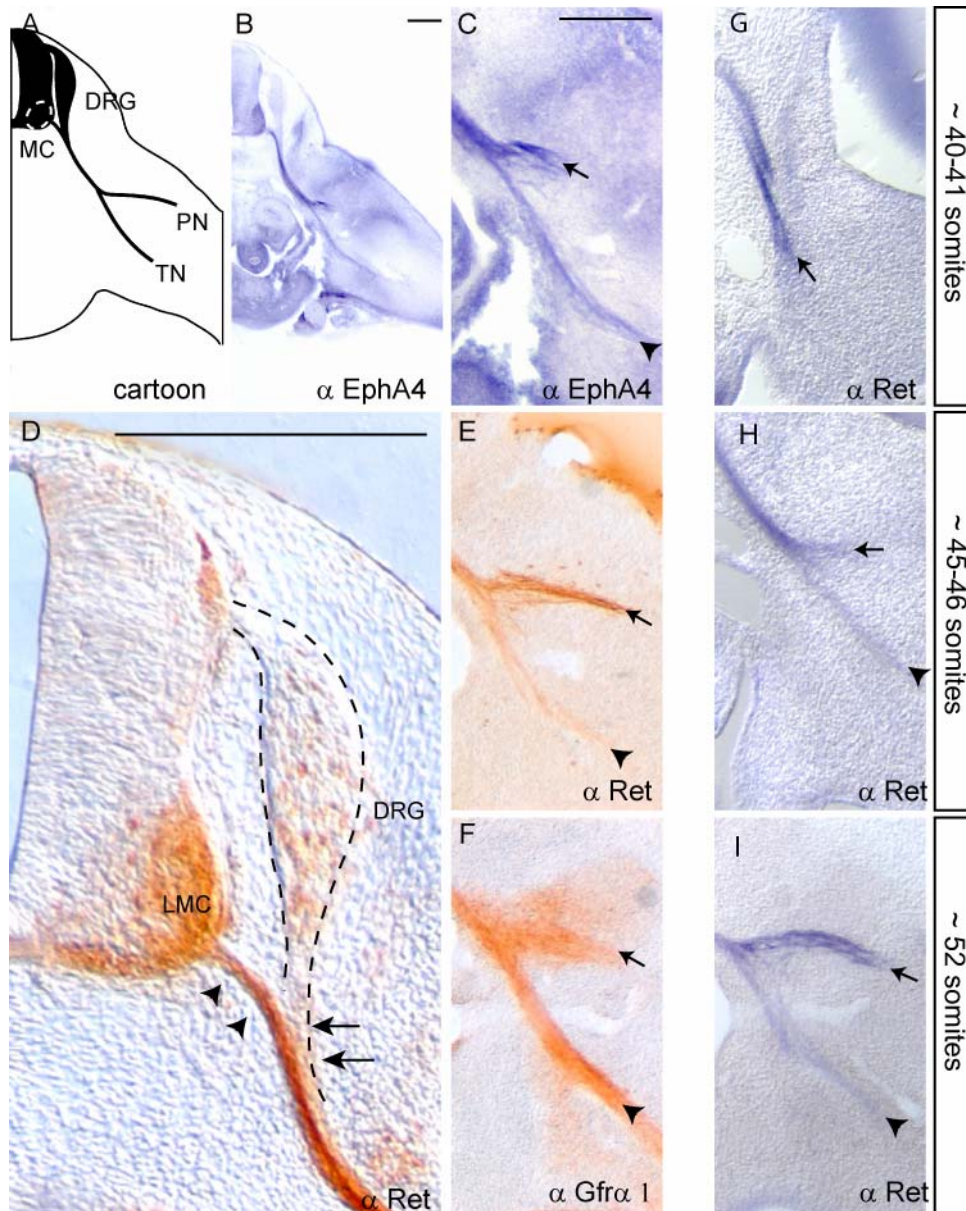 A
DRG
MC
PN
TN
cartoon
B
α EphA4
C
α EphA4
G
α Ret
~ 40-41 somites
D
DRG
LMC
α Ret
E
α Ret
H
α Ret
~ 45-46 somites
F
α Gfrα 1
I
α Ret
~ 52 somites